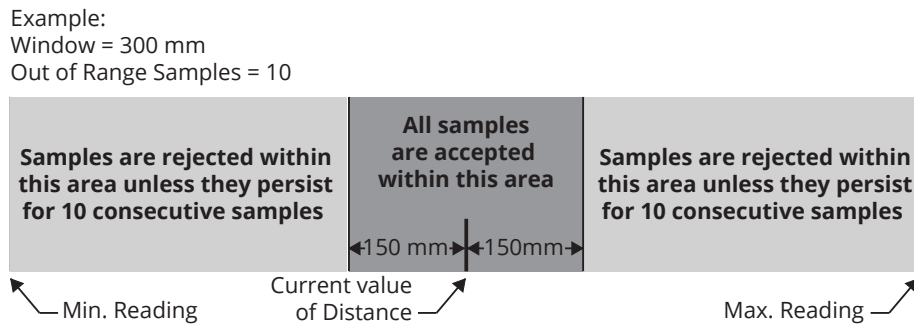 Example:
Window = 300 mm
Out of Range Samples = 10
Samples are rejected within
this area unless they persist
for 10 consecutive samples
All samples
are accepted
within this area
Samples are rejected within
this area unless they persist
for 10 consecutive samples
150 mm
150mm
Min. Reading
Current value
of Distance
Max. Reading